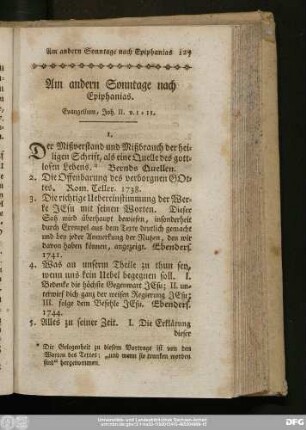 Am andern Sonntage nach Epiphanias 129
Am andern Sonntage nach
Epiphanias.
Evangelium, Joh. II. v. 1-11.
1.
Der Mißverstand und Mißbrauch der hei-
ligen Schrift, als eine Quelle des gott-
losen Lebens. * Bernds Quellen.
2. Die Offenbarung des verborgnen GOt-
tes. Rom. Teller. 1738.
3. Die richtige Uebereinstimmung der Wer-
ke JEsu mit seinen Worten. Dieser
Satz wird überhaupt bewiesen, insonderheit
durch Exempel aus dem Texte deutlich gemacht
und bey jeder Anmerkung der Nutzen, den wir
davon haben können, angezeigt. Ebenders.
1741.
4. Was an unserm Theile zu thun sey,
wenn uns kein Uebel begegnen soll. I.
Bedenke die höchste Gegenwart JEsu; II. un-
terwirf dich ganz der weisen Regierung JEsu;
III. folge dem Befehle JEsu. Ebenders.
1744.
5. Alles zu seiner Zeit. I. Die Erklärung
dieser
* Die Gelegenheit zu diesem Vortrage ist von den
Worten des Textes: „und wenn sie trunken worden
sind“ hergenommen.
DFG